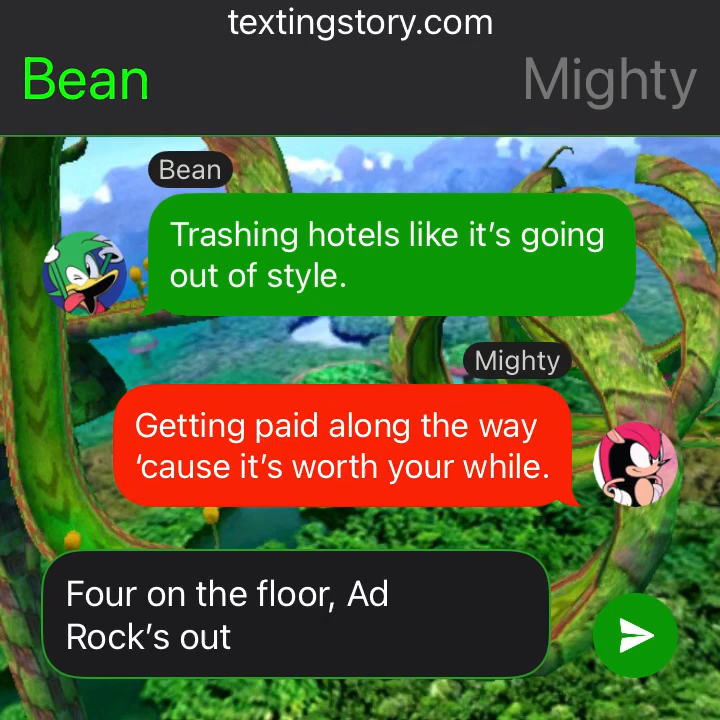 textingstory.com
Bean Mighty
Bean
Trashing hotels like it’s going
out of style.
Mighty
Getting paid along the way
‘cause it’s worth your while.
Four on the floor, Ad
Rock’s out